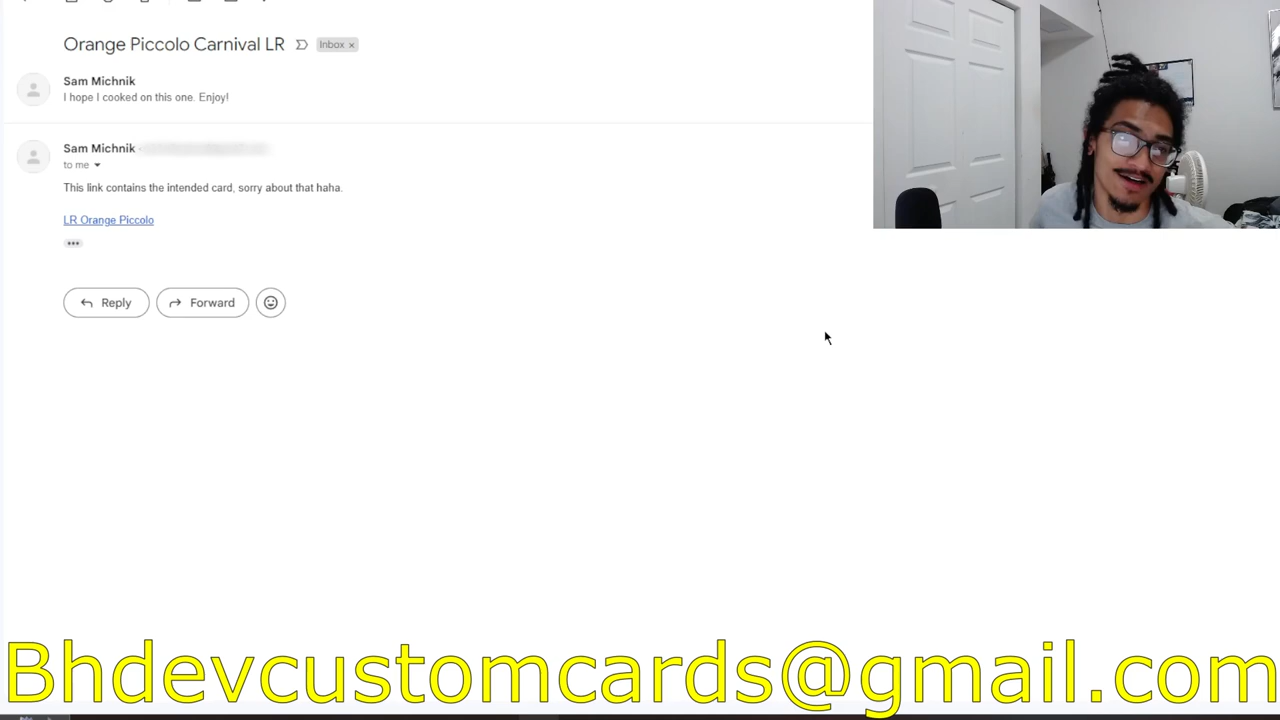 Orange Piccolo Carnival LR
Inbox ×
Sam Michnik
I hope I cooked on this one. Enjoy!
Sam Michnik
to me
This link contains the intended card, sorry about that haha.
LR Orange Piccolo
Reply
Forward
Bhdevcustomcards@gmail.com